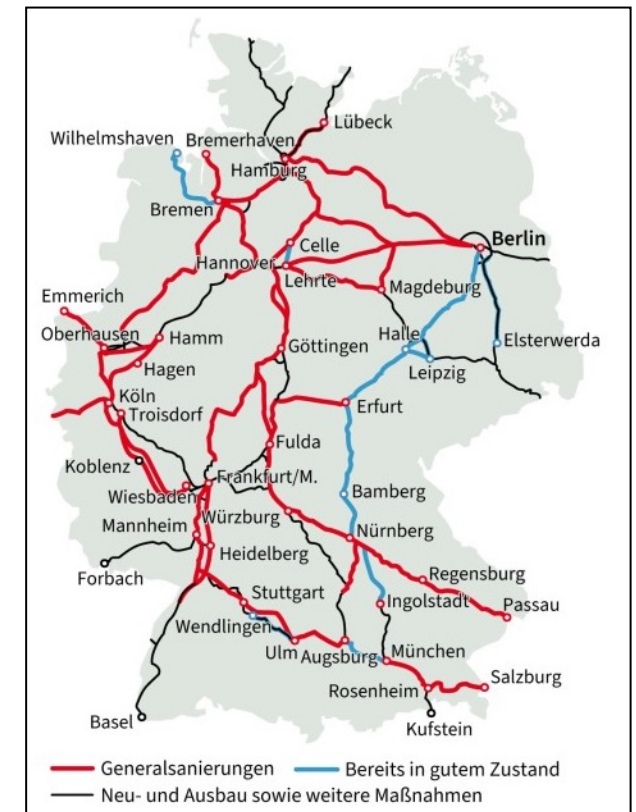 Lübeck
Wilhelmshaven
Bremerhaven
Hamburg
Bremen
Berlin
Celle
Hannover
Lehrte
Magdeburg
Emmerich
Oberhausen
Hamm
Halle
Elsterwerda
Göttingen
Hagen
Leipzig
Köln
Troisdorf
Erfurt
Fulda
Koblenz
Frankfurt/M.
Wiesbaden
Bamberg
Mannheim
Würzburg
Nürnberg
Heidelberg
Forbach
Regensburg
Stuttgart
Ingolstadt
Passau
Wendlingen
Ulm
Augsburg
München
Salzburg
Rosenheim
Basel
Kufstein
Generalsanierungen
Bereits in gutem Zustand
Neu- und Ausbau sowie weitere Maßnahmen